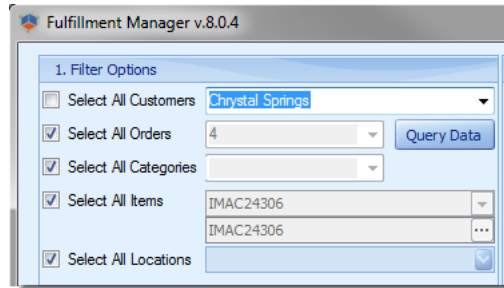 Fulfillment Manager v.8.0.4
1. Filter Options
Select All Customers Chrystal Springs
Select All Orders 4 Query Data
Select All Categories
Select All Items IMAC24306
IMAC24306 ...
Select All Locations